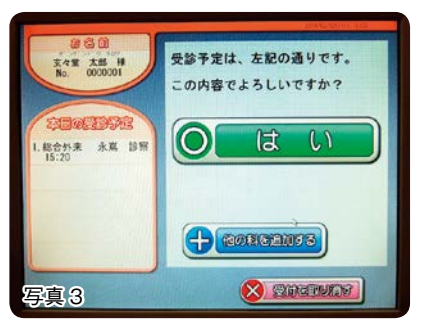 お名前
玄々堂 太郎 様
No. 0000001
本日の受診予定
1.総合外来 永嶌 診察
15:20
受診予定は、左記の通りです。
この内容でよろしいですか？
はい
他の科を追加する
受付を取り消す
写真3